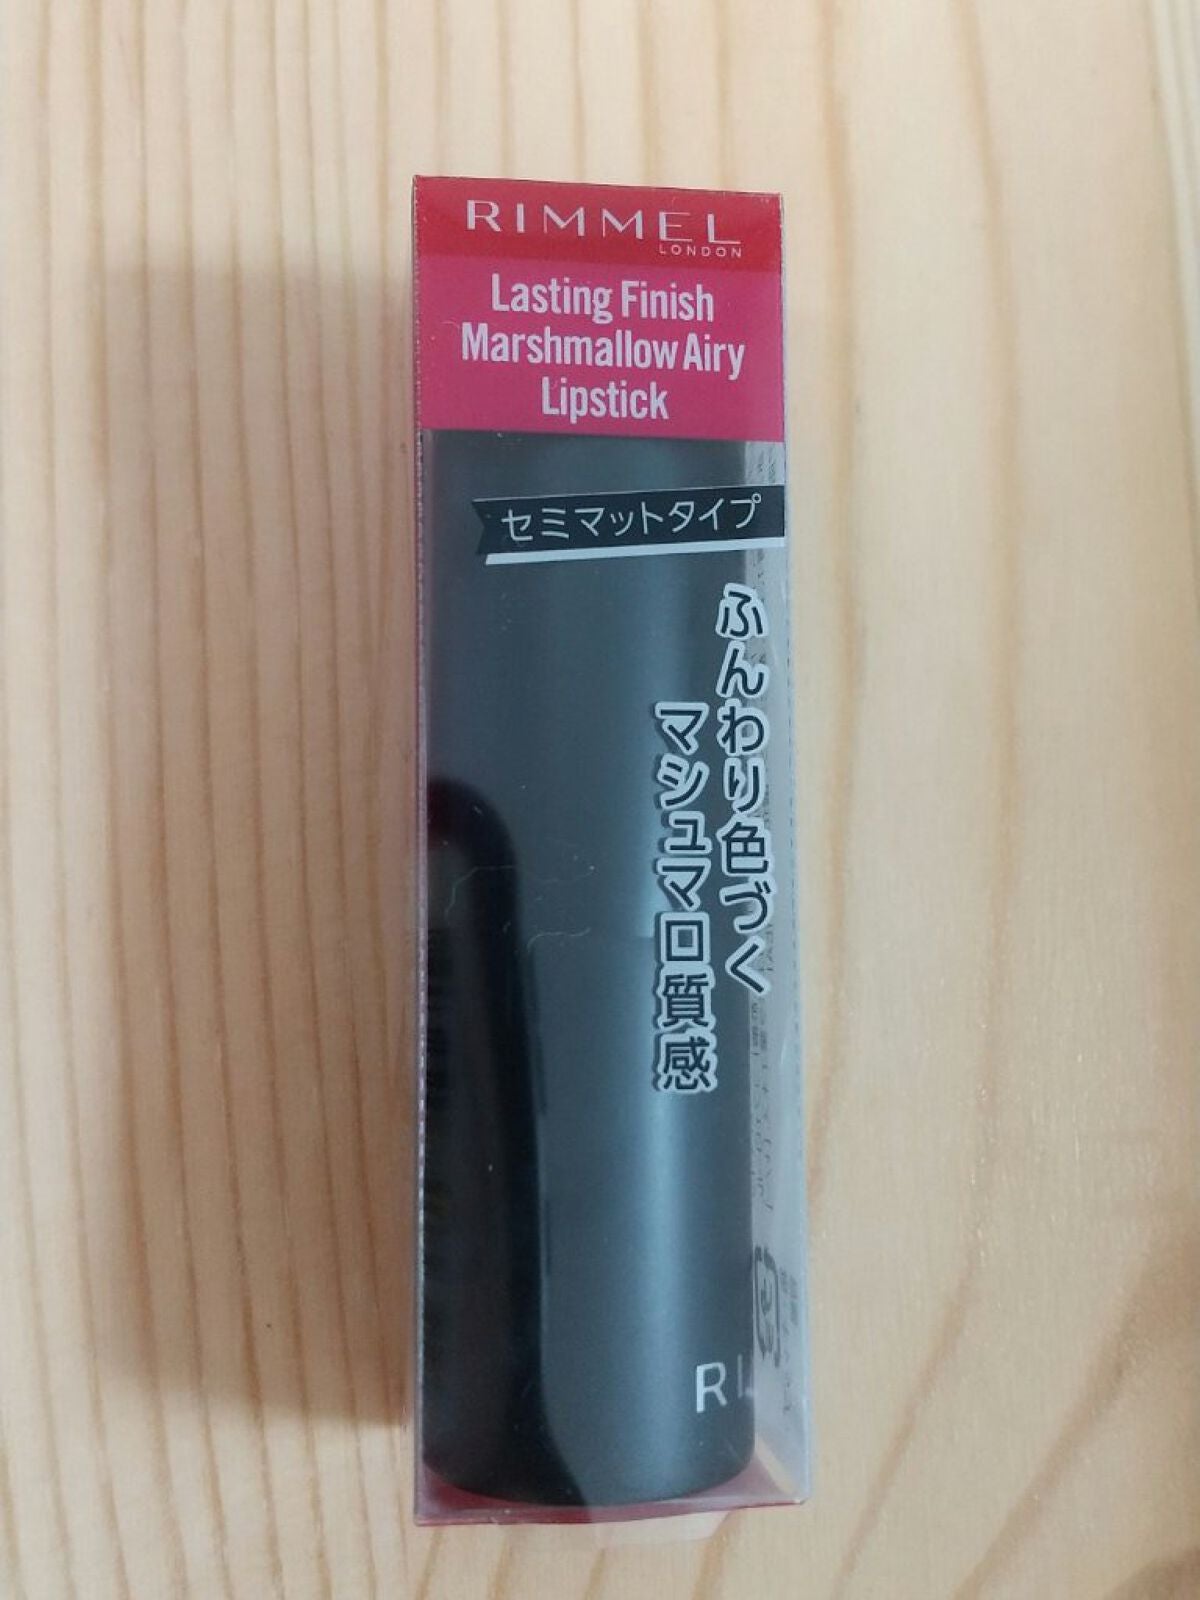 RIMMEL
LONDON
Lasting Finish
Marshmallow Airy
Lipstick
セミマットタイプ
ふんわり色づく
マシュマロ質感
RI